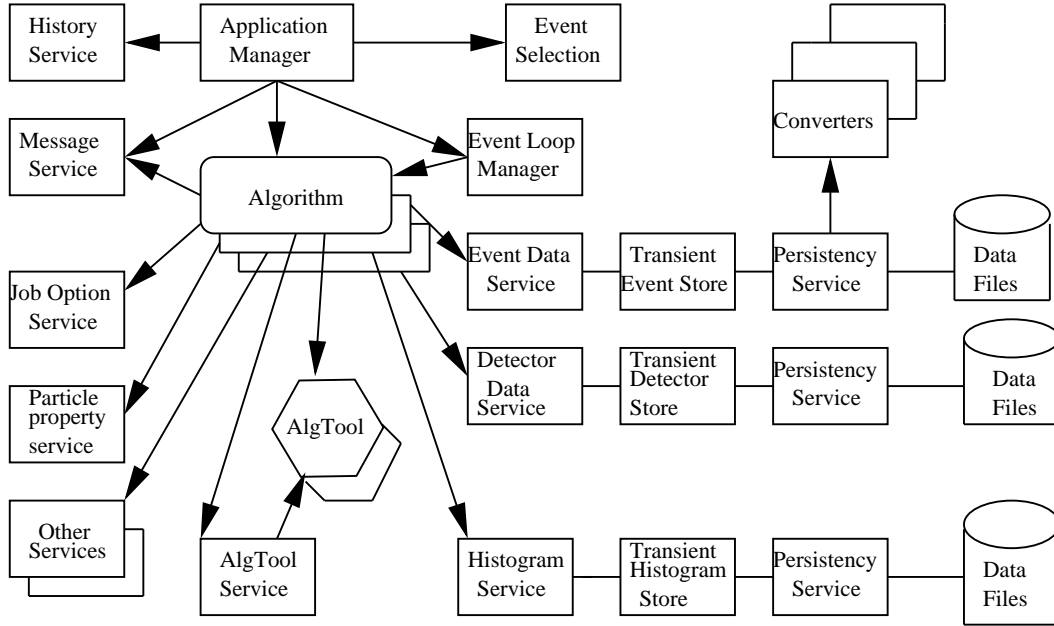 History
Service
Application
Manager
Event
Selection
Message
Service
Algorithm
Event Loop
Manager
Converters
Job Option
Service
Event Data
Service
Transient
Event Store
Persistency
Service
Data
Files
Particle
property
service
AlgTool
Detector
Data
Service
Transient
Detector
Store
Persistency
Service
Data
Files
Other
Services
AlgTool
Service
Histogram
Service
Transient
Histogram
Store
Persistency
Service
Data
Files